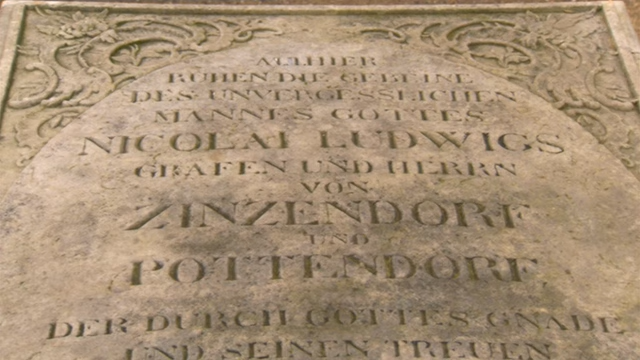 ALLHIER
RUHEN DIE GEBEINE
DES UNVERGESSLICHEN
MANNES GOTTES
NICOLAI LUDWIGS
GRAFEN UND HERRN
VON
ZINZENDORF
UND
POTTENDORF
DER DURCH GOTTES GNADE
UND SEINEN TREUEN